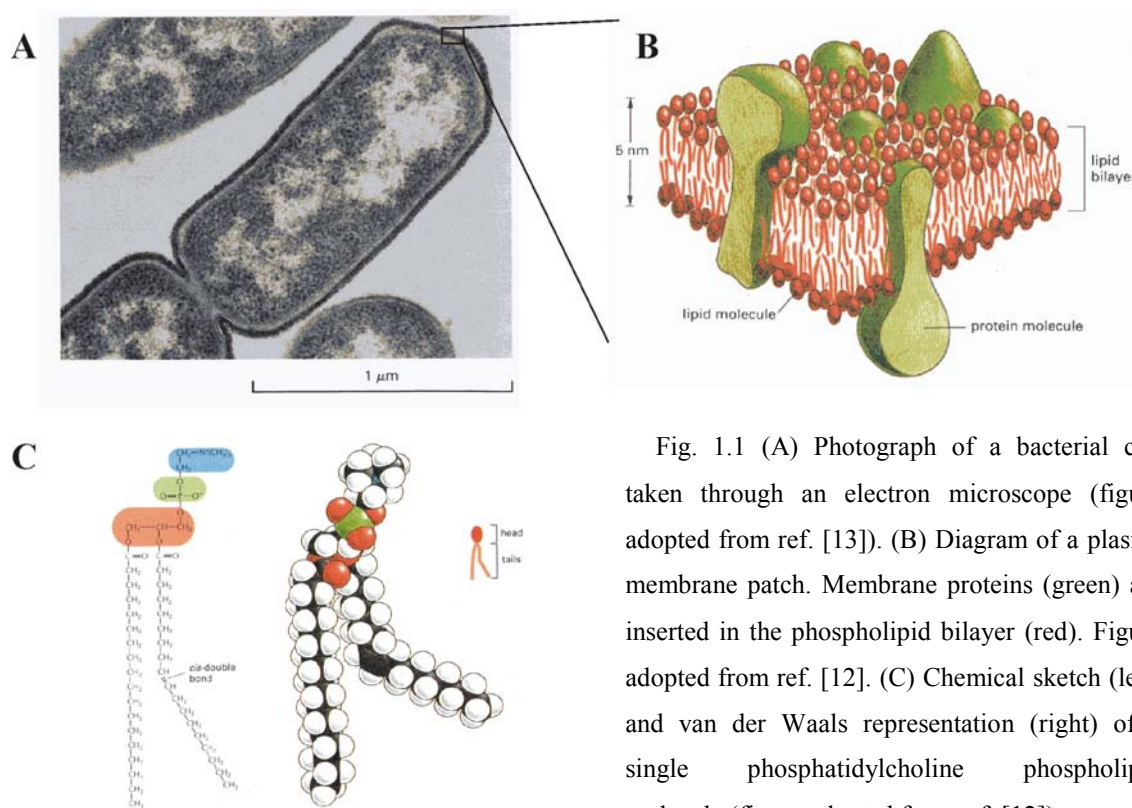 A
B
5 nm
lipid
bilayer
lipid molecule
protein molecule
1 μm
C
head
tails
cis-double
bond
Fig. 1.1 (A) Photograph of a bacterial c
taken through an electron microscope (figu
adopted from ref. [13]). (B) Diagram of a plas
membrane patch. Membrane proteins (green) a
inserted in the phospholipid bilayer (red). Figu
adopted from ref. [12]. (C) Chemical sketch (le
and van der Waals representation (right) of
single phosphatidylcholine phospholip